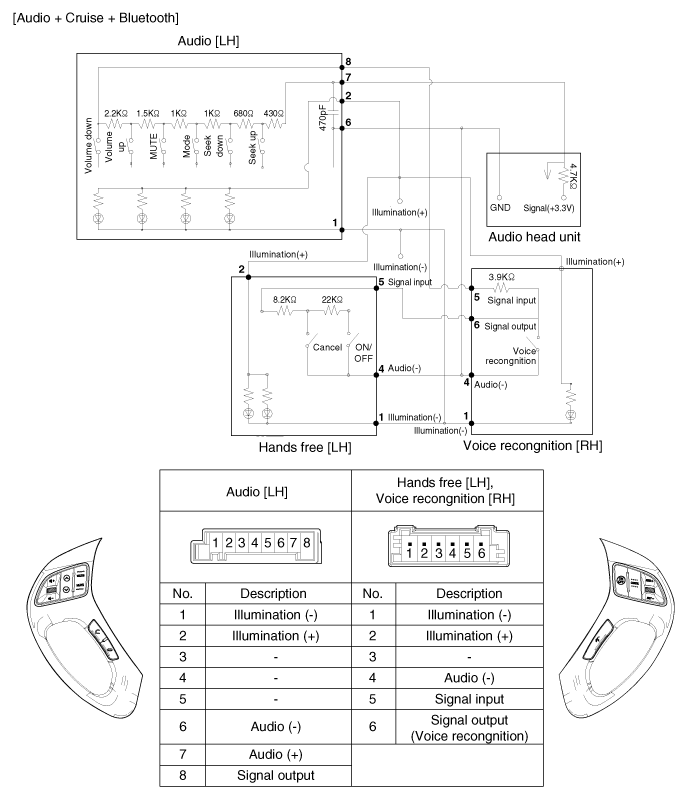 [Audio + Cruise + Bluetooth]
Audio [LH]
8
7
2
6
1
2.2KΩ 1.5KΩ 1KΩ 1KΩ 680Ω 430Ω
470pF
Volume down
Volume up
MUTE
Mode
Seek down
Seek up
4.7KΩ
GND
Signal(+3.3V)
Audio head unit
Illumination(+)
Illumination(-)
Illumination(+)
2
Illumination(+)
5 Signal input
8.2KΩ 22KΩ
Cancel
ON/
OFF
4 Audio(-)
1 Illumination(-)
Illumination(-)
Hands free [LH]
3.9KΩ
5 Signal input
6 Signal output
Voice
recongnition
4 Audio(-)
1
Voice recongnition [RH]
Audio [LH]
Hands free [LH],
Voice recongnition [RH]
1 2 3 4 5 6 7 8
1 2 3 4 5 6
No. Description No. Description
1 Illumination (-) 1 Illumination (-)
2 Illumination (+) 2 Illumination (+)
3 - 3 -
4 - 4 Audio (-)
5 - 5 Signal input
6 Audio (-) 6 Signal output
(Voice recongnition)
7 Audio (+)
8 Signal output